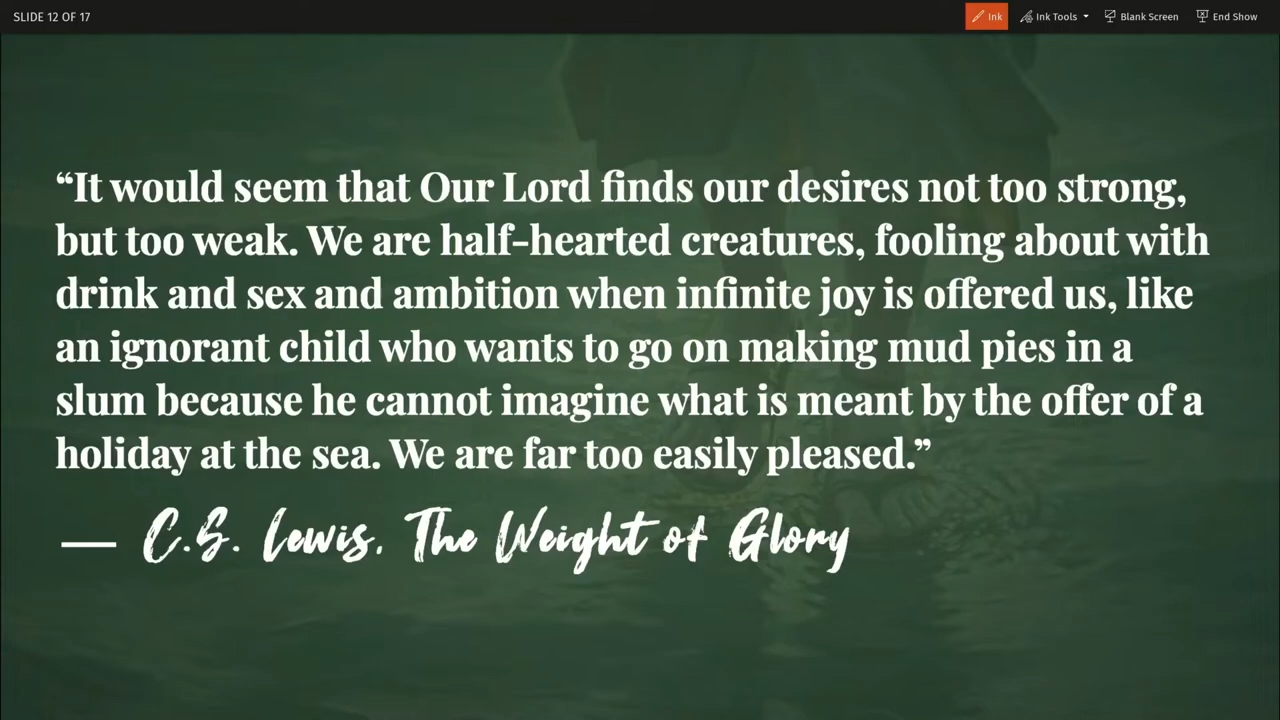 SLIDE 12 OF 17
Ink
Ink Tools
Blank Screen
End Show
“It would seem that Our Lord finds our desires not too strong,
but too weak. We are half-hearted creatures, fooling about with
drink and sex and ambition when infinite joy is offered us, like
an ignorant child who wants to go on making mud pies in a
slum because he cannot imagine what is meant by the offer of a
holiday at the sea. We are far too easily pleased.”
— C.S. Lewis, The Weight of Glory